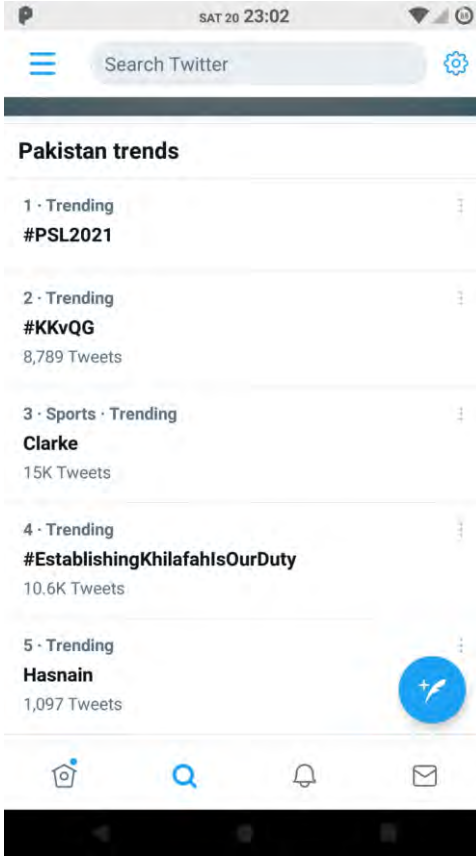 SAT 20 23:02
Search Twitter
Pakistan trends
1 · Trending
#PSL2021
2 · Trending
#KKvQG
8,789 Tweets
3 · Sports · Trending
Clarke
15K Tweets
4 · Trending
#EstablishingKhilafahIsOurDuty
10.6K Tweets
5 · Trending
Hasnain
1,097 Tweets